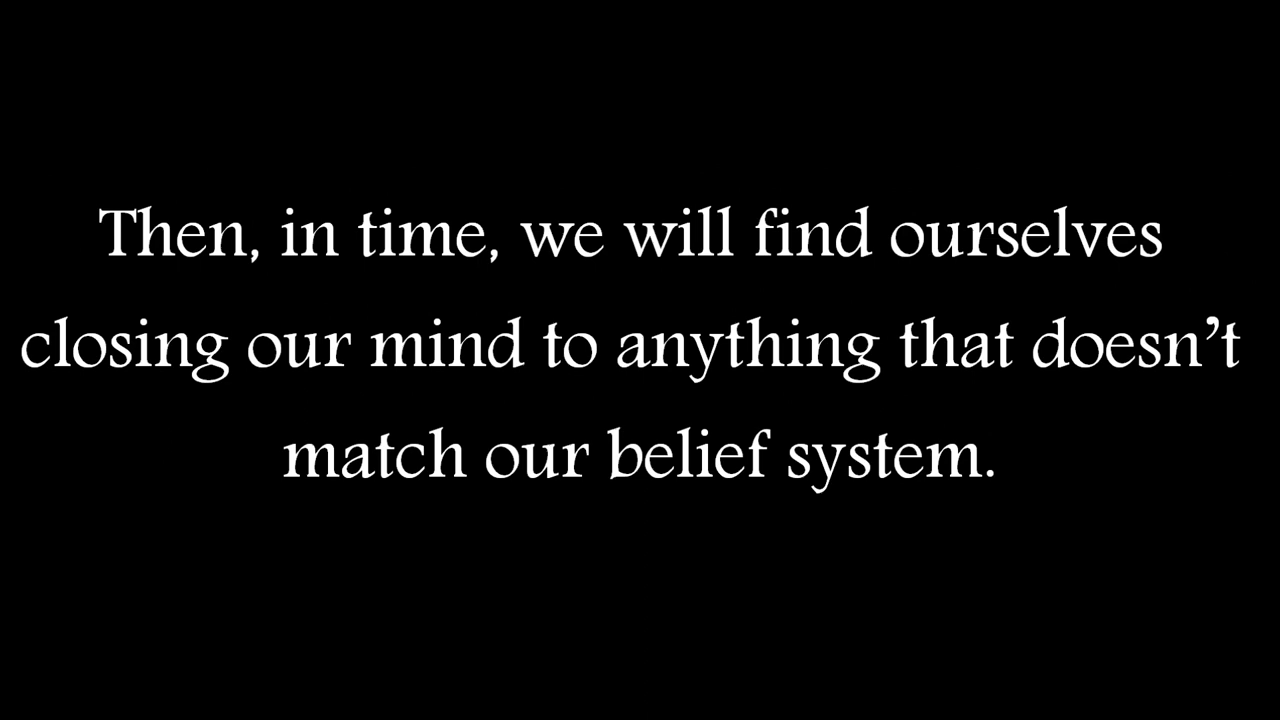 Then, in time, we will find ourselves
closing our mind to anything that doesn’t
match our belief system.